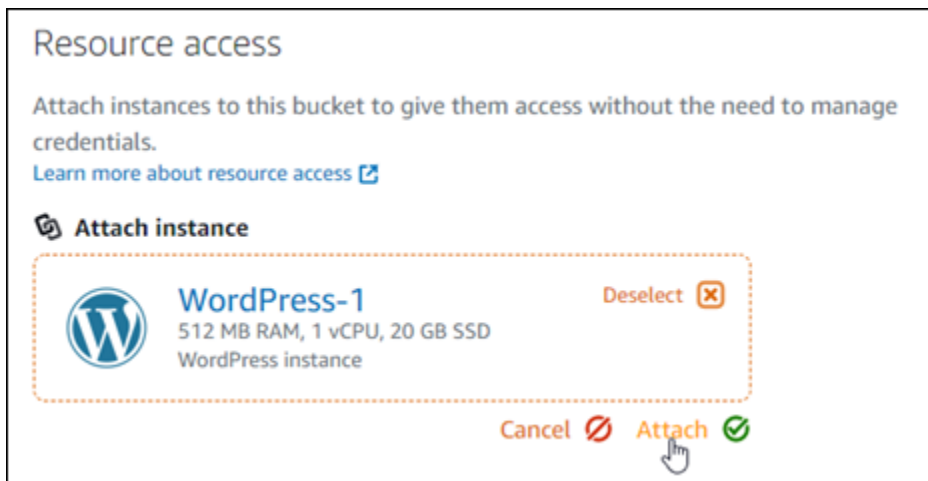 Resource access
Attach instances to this bucket to give them access without the need to manage
credentials.
Learn more about resource access
Attach instance
WordPress-1
Deselect
512 MB RAM, 1 vCPU, 20 GB SSD
WordPress instance
Cancel Attach